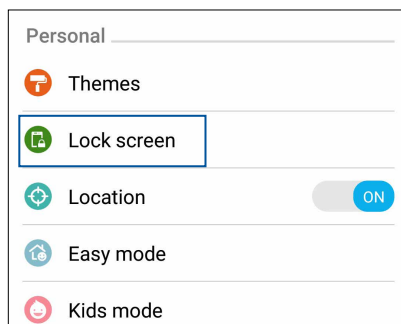 Personal
Themes
Lock screen
Location ON
Easy mode
Kids mode